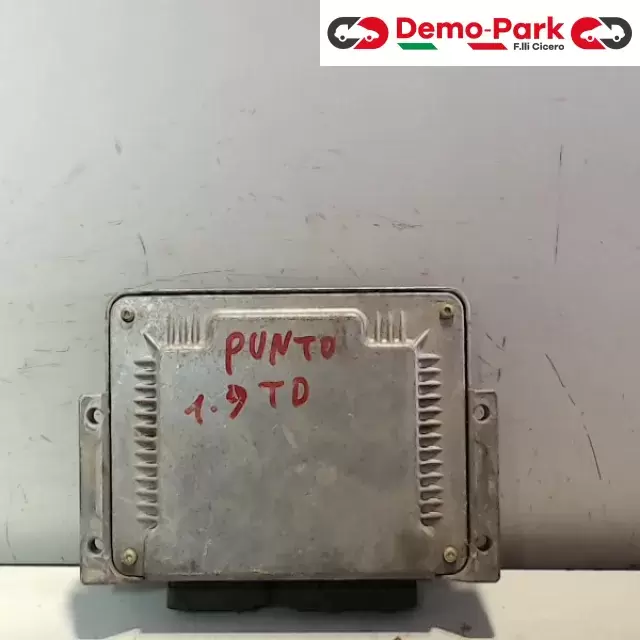 Demo-Park
F.lli Cicero
PUNTO
1.9 TD